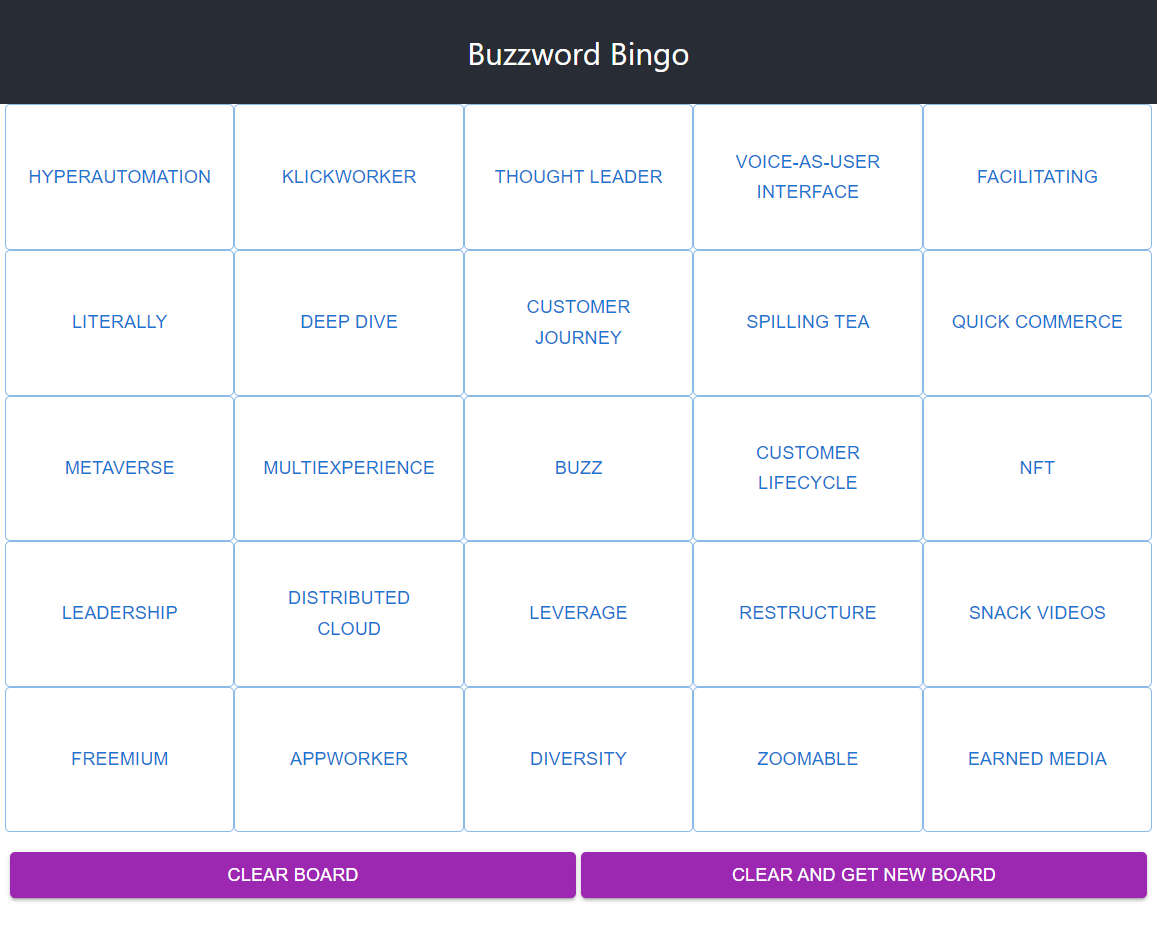 Buzzword Bingo
HYPERAUTOMATION
KLICKWORKER
THOUGHT LEADER
VOICE-AS-USER
INTERFACE
FACILITATING
LITERALLY
DEEP DIVE
CUSTOMER
JOURNEY
SPILLING TEA
QUICK COMMERCE
METAVERSE
MULTIEXPERIENCE
BUZZ
CUSTOMER
LIFECYCLE
NFT
LEADERSHIP
DISTRIBUTED
CLOUD
LEVERAGE
RESTRUCTURE
SNACK VIDEOS
FREEMIUM
APPWORKER
DIVERSITY
ZOOMABLE
EARNED MEDIA
CLEAR BOARD
CLEAR AND GET NEW BOARD